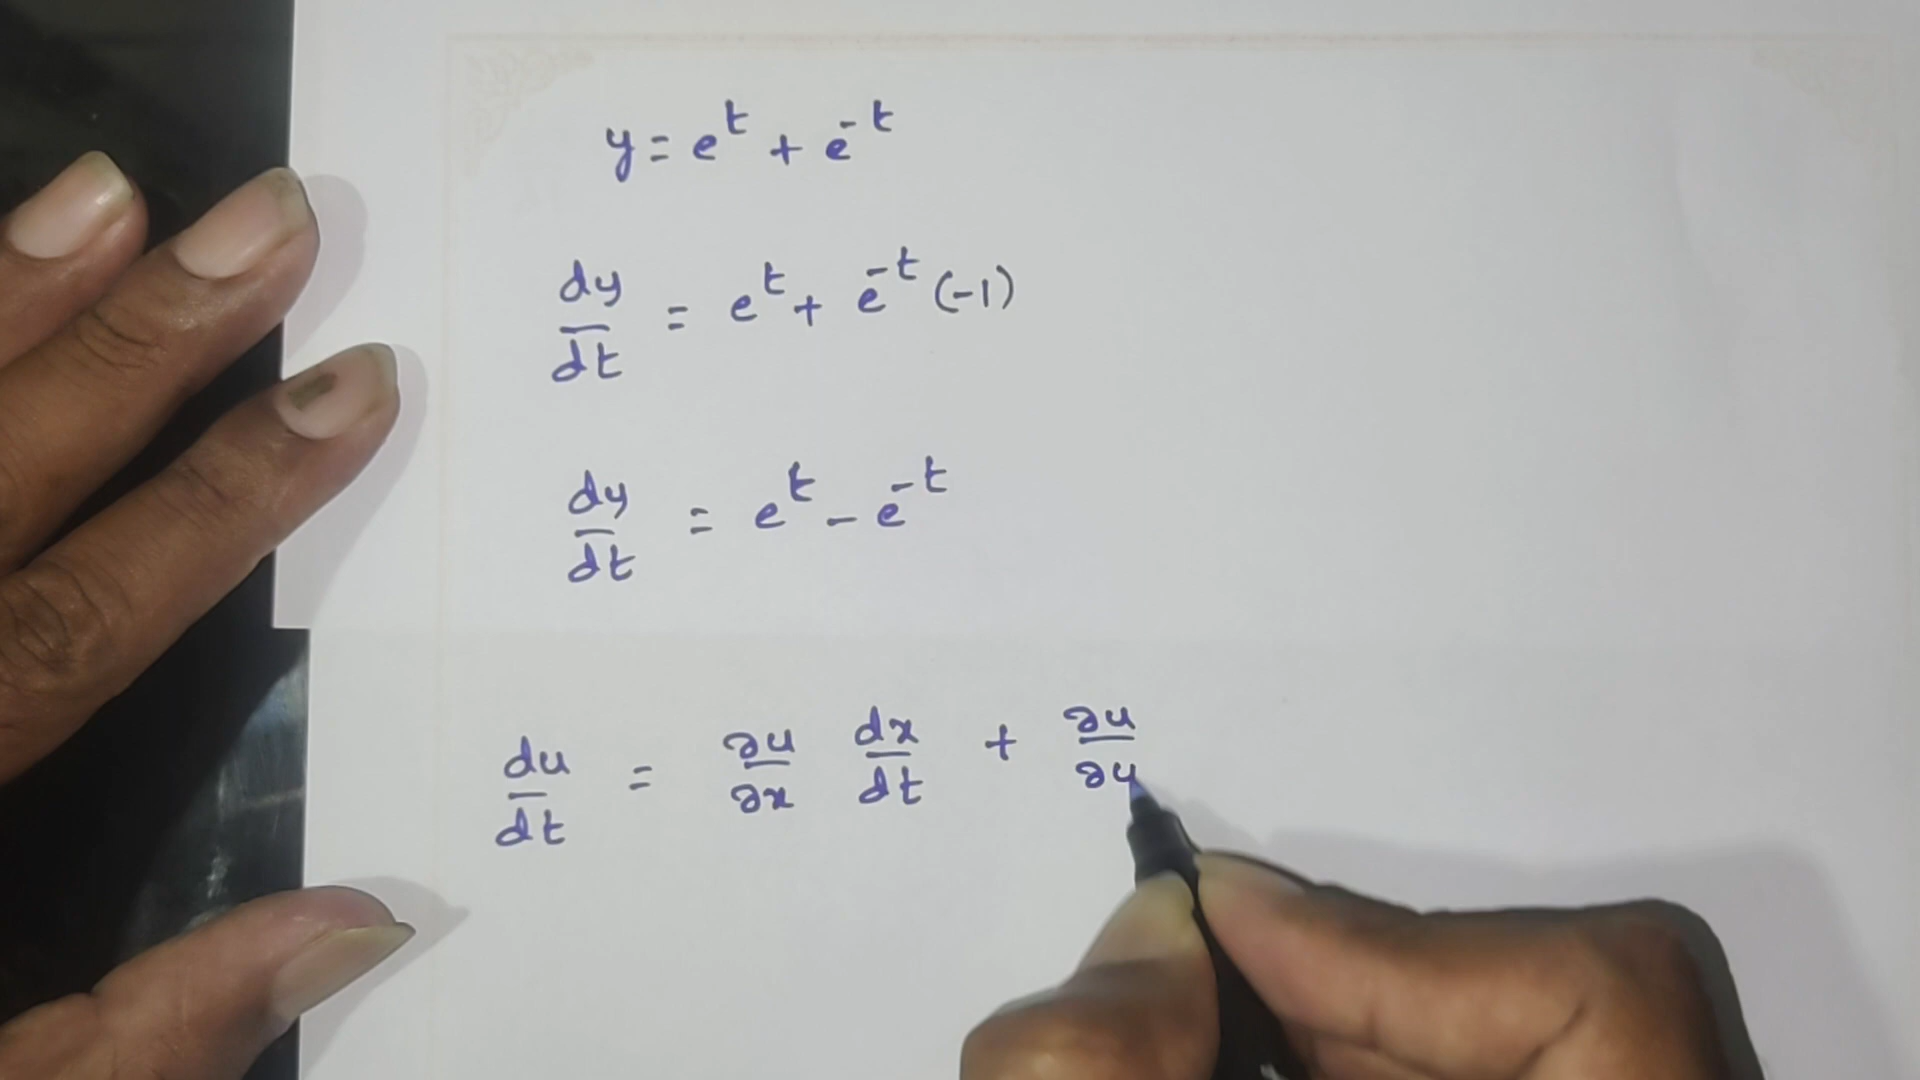 y = e^t + e^-t
dy/dt = e^t + e^-t (-1)
dy/dt = e^t - e^-t
du/dt = ∂u/∂x dx/dt + ∂u/∂y